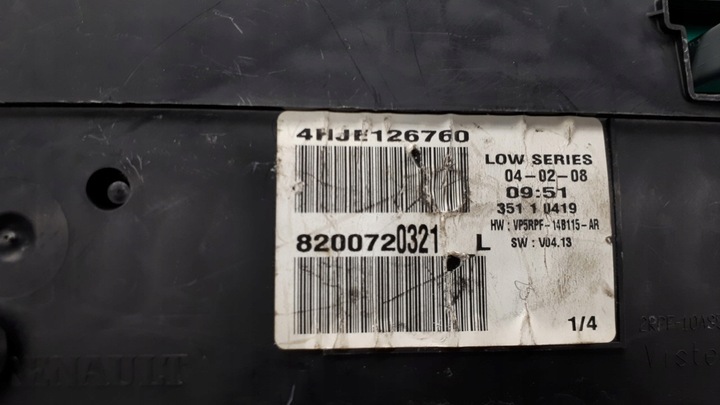 4HJE126760
LOW SERIES
04-02-08
09:51
351 1 0419
HW : VP5RPF-14B115-AR
SW : V04.13
8200720321 L
1/4
RENAULT